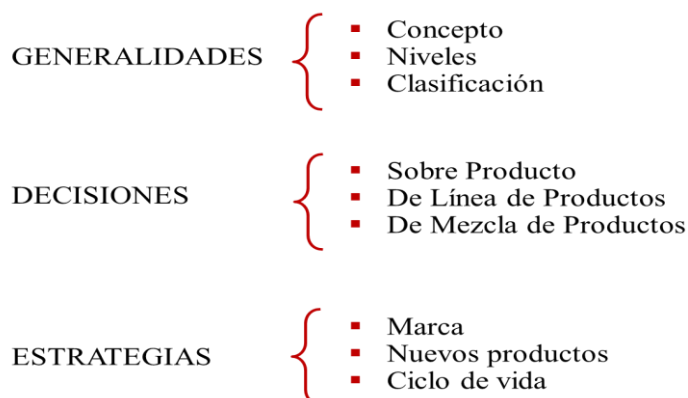 GENERALIDADES
▪ Concepto
▪ Niveles
▪ Clasificación
DECISIONES
▪ Sobre Producto
▪ De Línea de Productos
▪ De Mezcla de Productos
ESTRATEGIAS
▪ Marca
▪ Nuevos productos
▪ Ciclo de vida